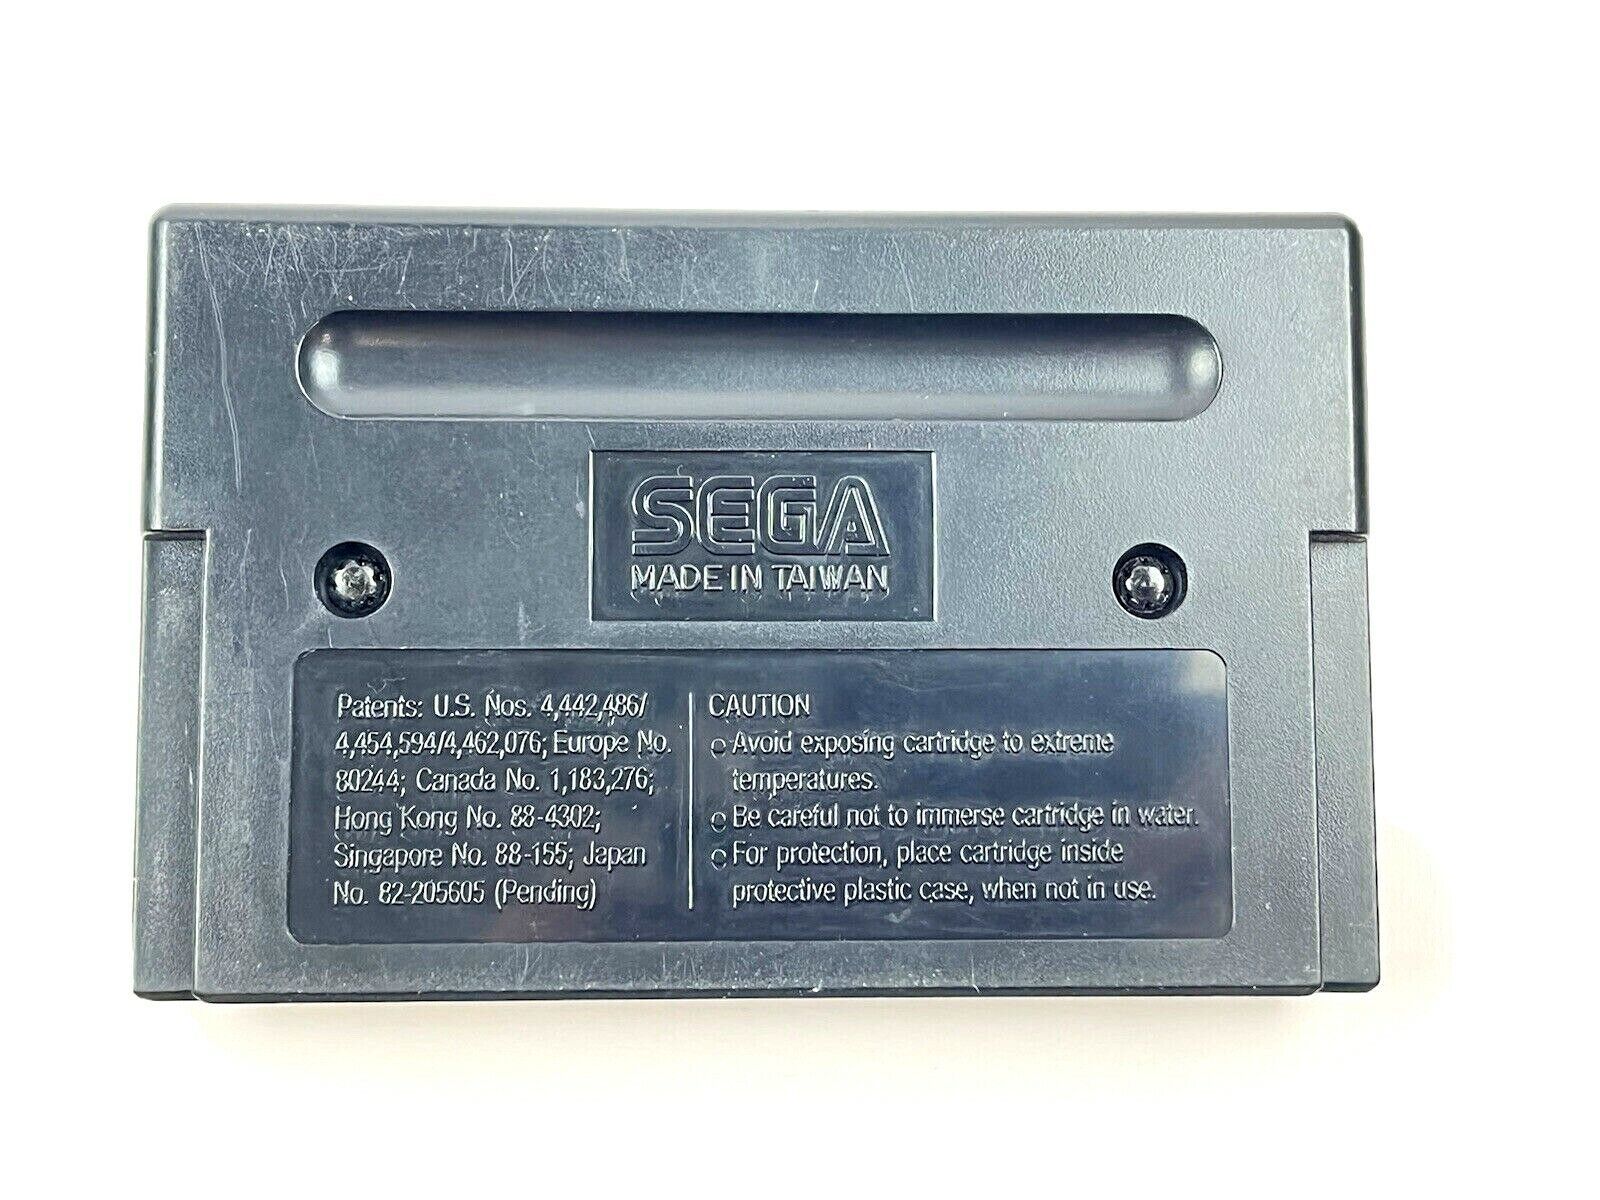 SEGA
MADE IN TAIWAN
Patents: U.S. Nos. 4,442,486/
4,454,594/4,462,076; Europe No.
80244; Canada No. 1,183,276;
Hong Kong No. 88-4302;
Singapore No. 88-155; Japan
No. 82-205605 (Pending)
CAUTION
○ Avoid exposing cartridge to extreme
temperatures.
○ Be careful not to immerse cartridge in water.
○ For protection, place cartridge inside
protective plastic case, when not in use.